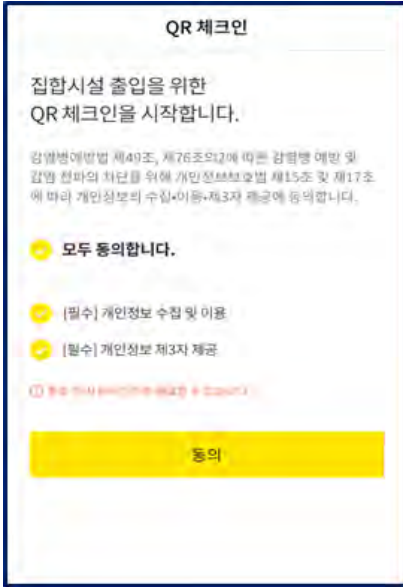 QR 체크인
집합시설 출입을 위한
QR 체크인을 시작합니다.
감염병예방법 제49조, 제76조의2에 따른 감염병 예방 및
감염 전파의 차단을 위해 개인정보보호법 제15조 및 제17조
에 따라 개인정보의 수집•이용•제3자 제공에 동의합니다.
모두 동의합니다.
[필수] 개인정보 수집 및 이용
[필수] 개인정보 제3자 제공
동의